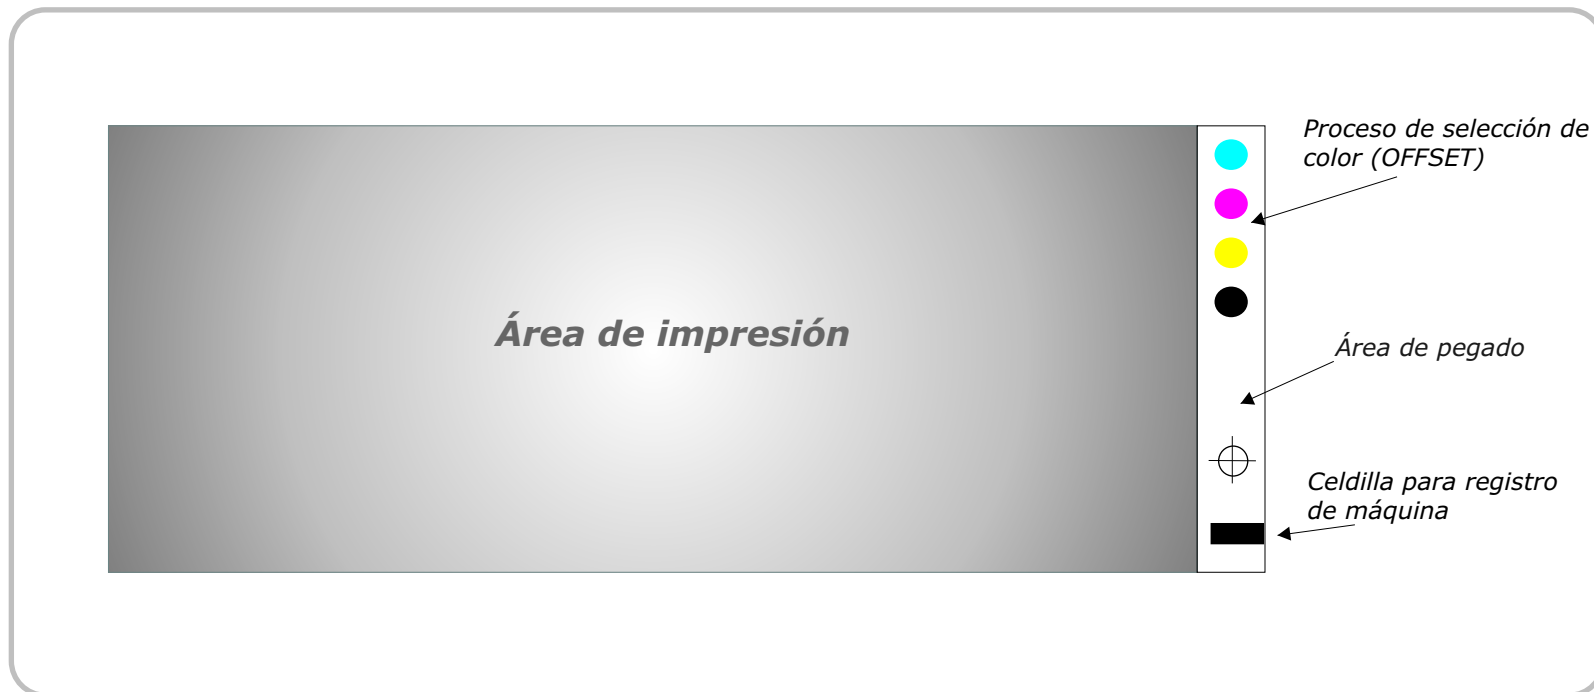 Proceso de selección de
color (OFFSET)
Área de impresión
Área de pegado
Celdilla para registro
de máquina